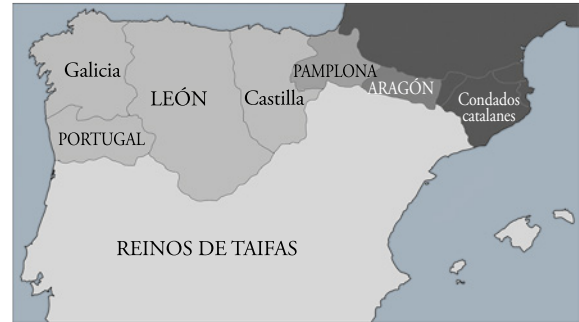 Galicia
LEÓN
Castilla
PAMPLONA
ARAGÓN
Condados
catalanes
PORTUGAL
REINOS DE TAIFAS